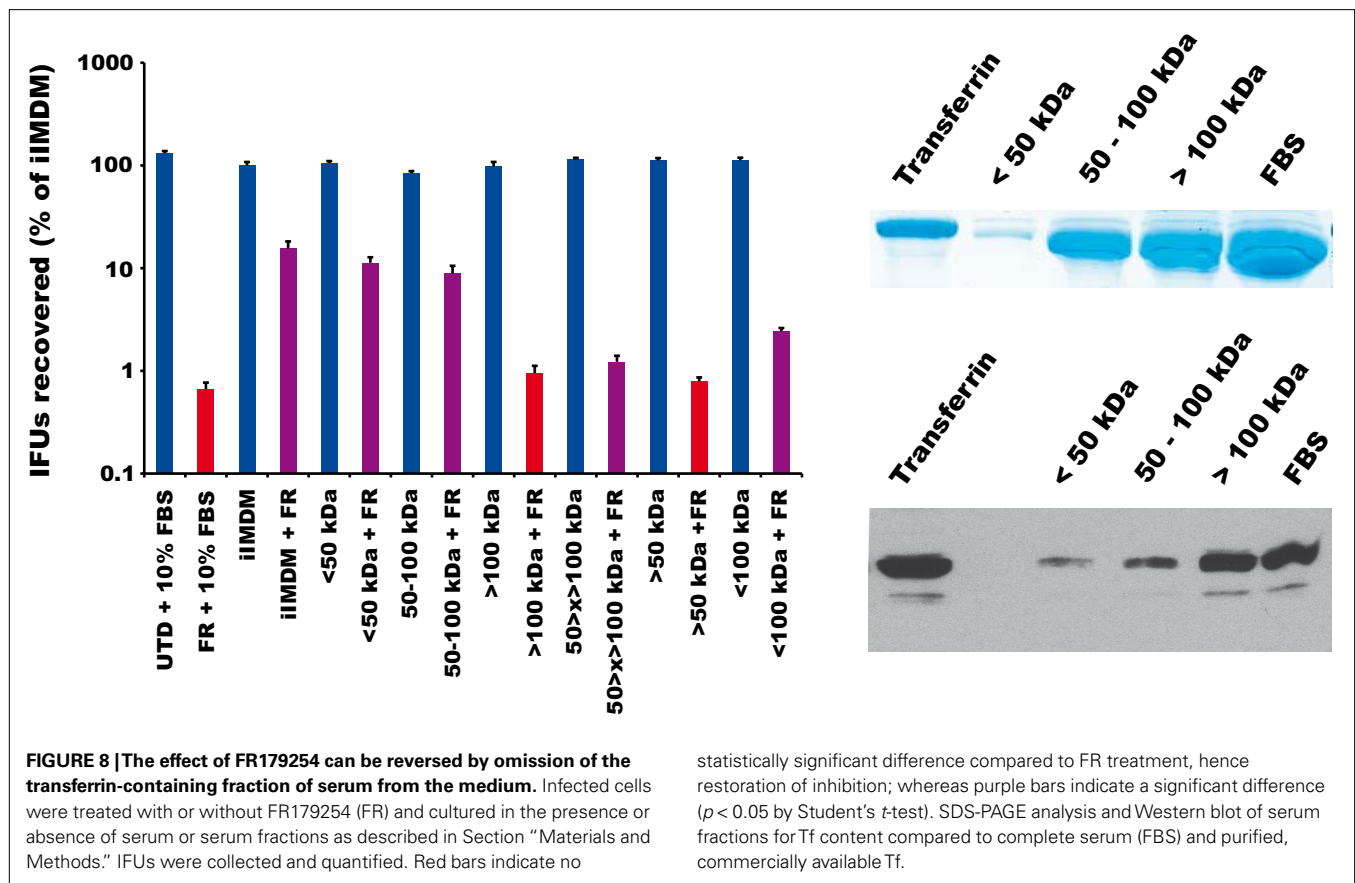 1000
100
10
1
0.1
IFUs recovered (% of iIMDM)
UTD + 10% FBS
FR + 10% FBS
iIMDM
iIMDM + FR
<50 kDa
<50 kDa + FR
50-100 kDa
50-100 kDa + FR
>100 kDa
>100 kDa + FR
50>x>100 kDa
50>x>100 kDa + FR
>50 kDa
>50 kDa +FR
<100 kDa
<100 kDa + FR
Transferrin
< 50 kDa
50 - 100 kDa
> 100 kDa
FBS
Transferrin
< 50 kDa
50 - 100 kDa
> 100 kDa
FBS
FIGURE 8 | The effect of FR179254 can be reversed by omission of the
transferrin-containing fraction of serum from the medium. Infected cells
were treated with or without FR179254 (FR) and cultured in the presence or
absence of serum or serum fractions as described in Section “Materials and
Methods.” IFUs were collected and quantified. Red bars indicate no
statistically significant difference compared to FR treatment, hence
restoration of inhibition; whereas purple bars indicate a significant difference
(p < 0.05 by Student’s t-test). SDS-PAGE analysis and Western blot of serum
fractions for Tf content compared to complete serum (FBS) and purified,
commercially available Tf.